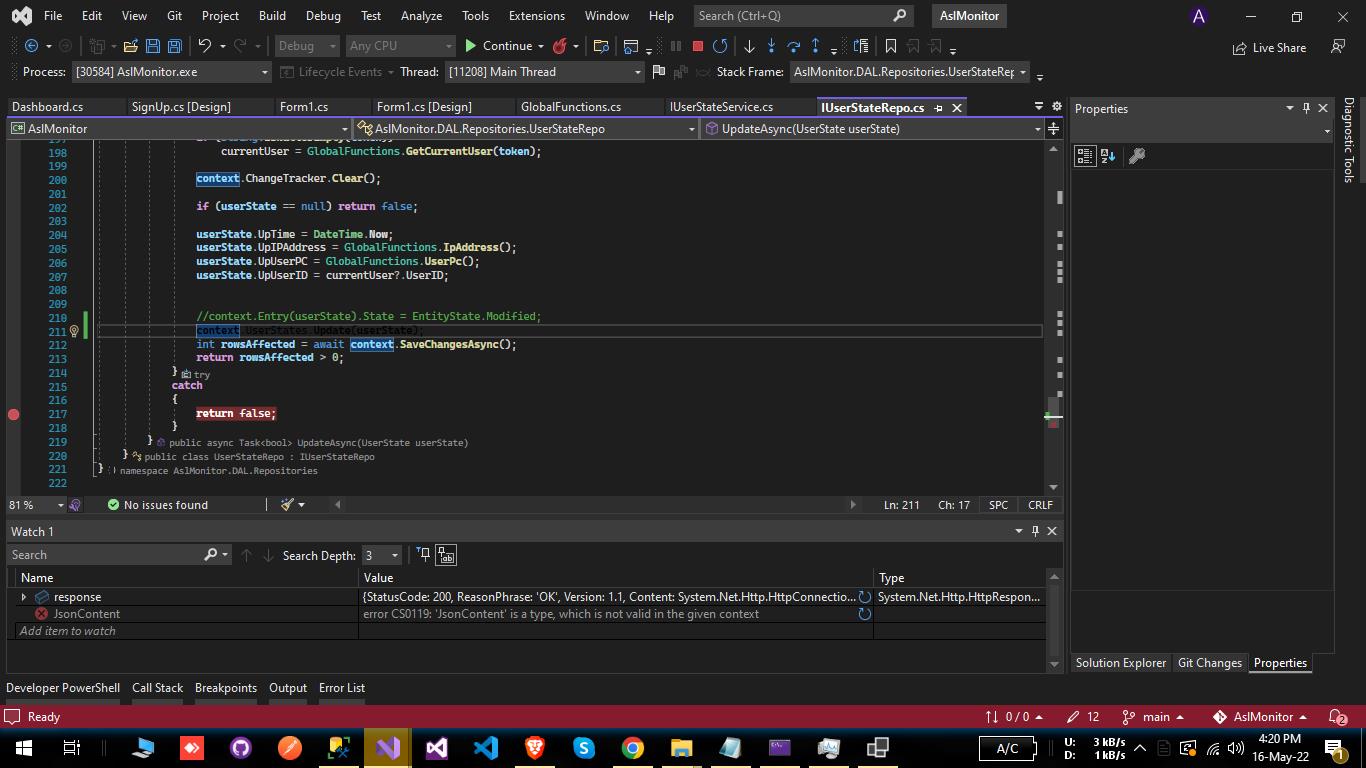 File Edit View Git Project Build Debug Test Analyze Tools Extensions Window Help Search (Ctrl+Q) AslMonitor A
Debug Any CPU Continue Live Share
Process: [30584] AslMonitor.exe Lifecycle Events Thread: [11208] Main Thread Stack Frame: AslMonitor.DAL.Repositories.UserStateRep
Dashboard.cs SignUp.cs [Design] Form1.cs Form1.cs [Design] GlobalFunctions.cs IUserStateService.cs IUserStateRepo.cs
AslMonitor AslMonitor.DAL.Repositories.UserStateRepo UpdateAsync(UserState userState)
198 currentUser = GlobalFunctions.GetCurrentUser(token);
199
200 context.ChangeTracker.Clear();
201
202 if (userState == null) return false;
203
204 userState.UpTime = DateTime.Now;
205 userState.UpIPAddress = GlobalFunctions.IpAddress();
206 userState.UpUserPC = GlobalFunctions.UserPc();
207 userState.UpUserID = currentUser?.UserID;
208
209
210 //context.Entry(userState).State = EntityState.Modified;
211 context.UserStates.Update(userState);
212 int rowsAffected = await context.SaveChangesAsync();
213 return rowsAffected > 0;
214 } try
215 catch
216 {
217 return false;
218 }
219 } public async Task<bool> UpdateAsync(UserState userState)
220 } public class UserStateRepo : IUserStateRepo
221 } namespace AslMonitor.DAL.Repositories
222
81 % No issues found Ln: 211 Ch: 17 SPC CRLF
Watch 1
Search Search Depth: 3
Name Value Type
response {StatusCode: 200, ReasonPhrase: 'OK', Version: 1.1, Content: System.Net.Http.HttpConnectio... System.Net.Http.HttpRespon...
JsonContent error CS0119: 'JsonContent' is a type, which is not valid in the given context
Add item to watch
Developer PowerShell Call Stack Breakpoints Output Error List
Properties
Diagnostic Tools
Solution Explorer Git Changes Properties
Ready 0 / 0 12 main AslMonitor 2
A/C U: 3 kB/s D: 1 kB/s 4:20 PM 16-May-22 1